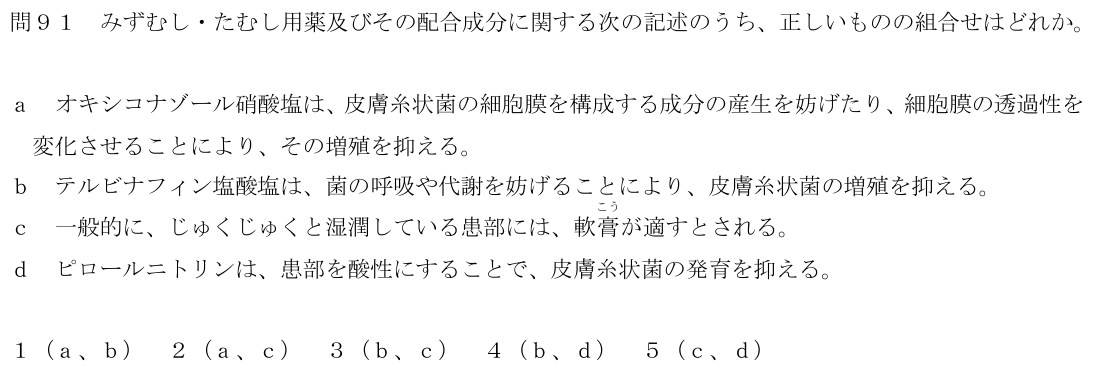 問９１　みずむし・たむし用薬及びその配合成分に関する次の記述のうち、正しいものの組合せはどれか。
ａ　オキシコナゾール硝酸塩は、皮膚糸状菌の細胞膜を構成する成分の産生を妨げたり、細胞膜の透過性を
変化させることにより、その増殖を抑える。
ｂ　テルビナフィン塩酸塩は、菌の呼吸や代謝を妨げることにより、皮膚糸状菌の増殖を抑える。
こう
ｃ　一般的に、じゅくじゅくと湿潤している患部には、軟膏が適すとされる。
ｄ　ピロールニトリンは、患部を酸性にすることで、皮膚糸状菌の発育を抑える。
１（ａ、ｂ）　２（ａ、ｃ）　３（ｂ、ｃ）　４（ｂ、ｄ）　５（ｃ、ｄ）